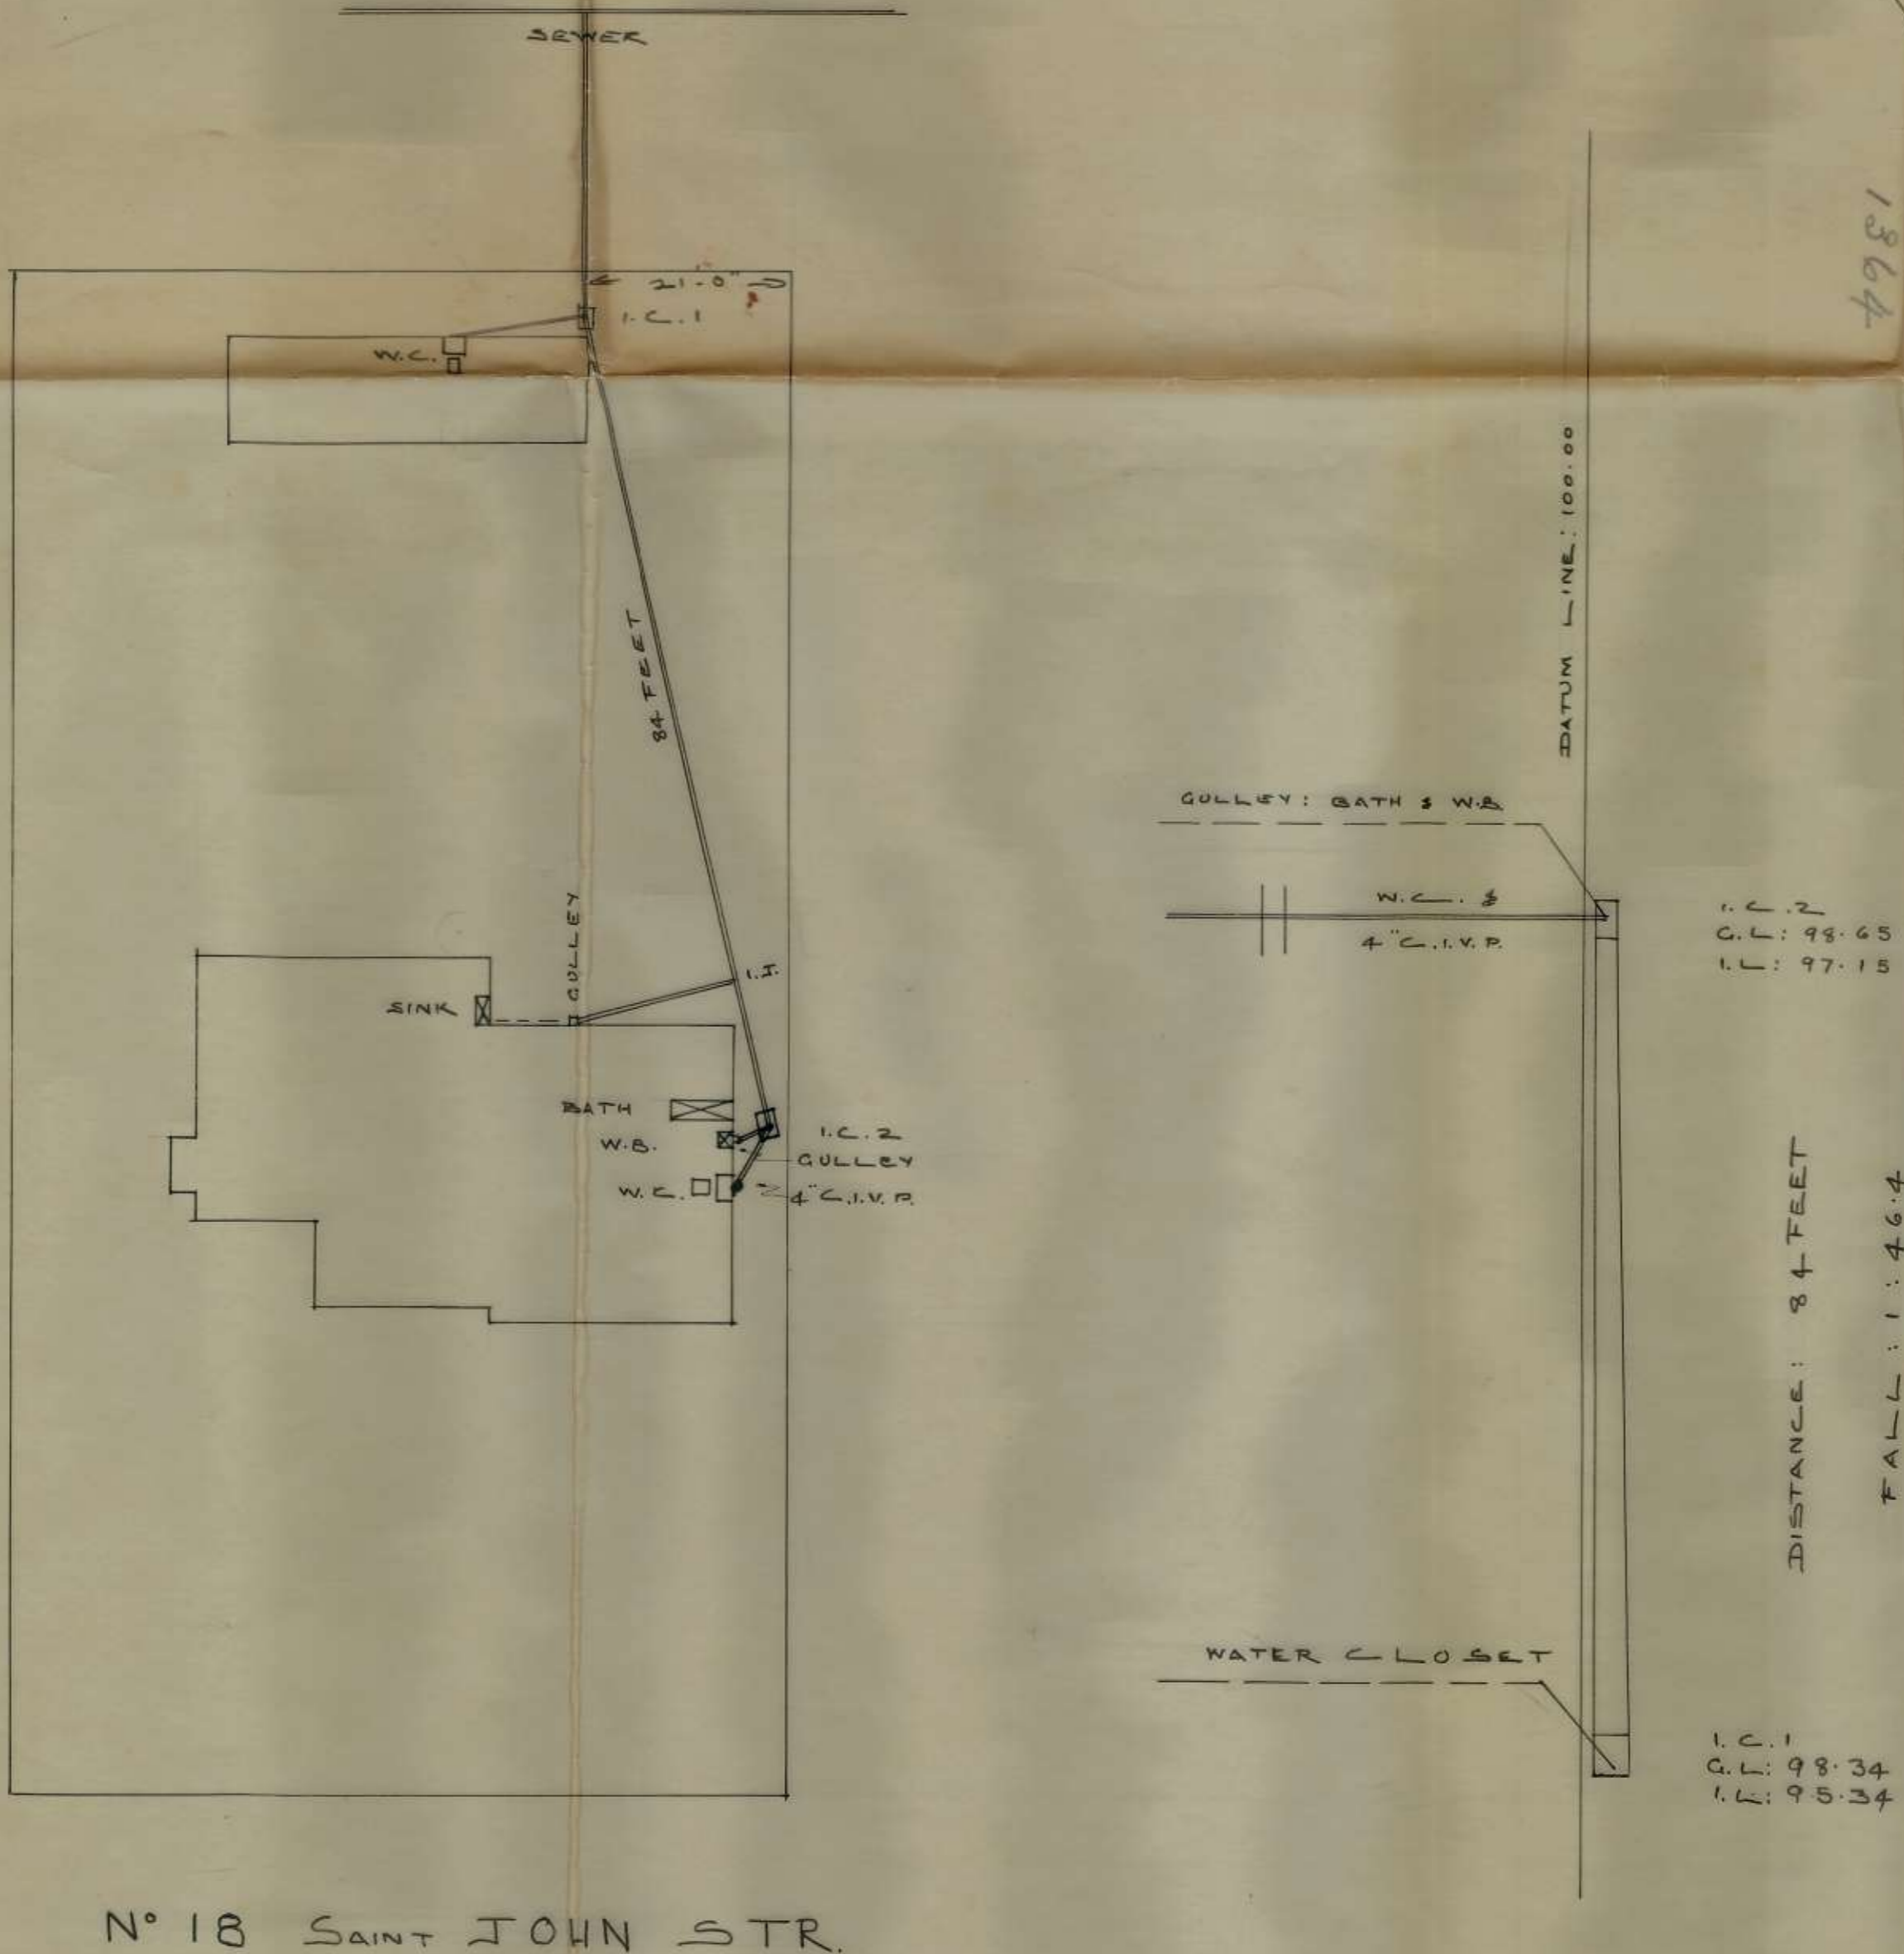 SEWER
1364
21'-0"
I.C.1
W.C.
84 FEET
GULLEY
I.J.
SINK
BATH
W.B.
W.C.
I.C.2
GULLEY
4" C.I.V.P.
DATUM LINE: 100.00
GULLEY: BATH & W.B.
W.C. &
4" C.I.V.P.
I.C.2
G.L: 98.65
I.L: 97.15
DISTANCE: 84 FEET
FALL: 1:46.4
WATER CLOSET
I.C.1
G.L: 98.34
I.L: 95.34
No 18 SAINT JOHN STR.